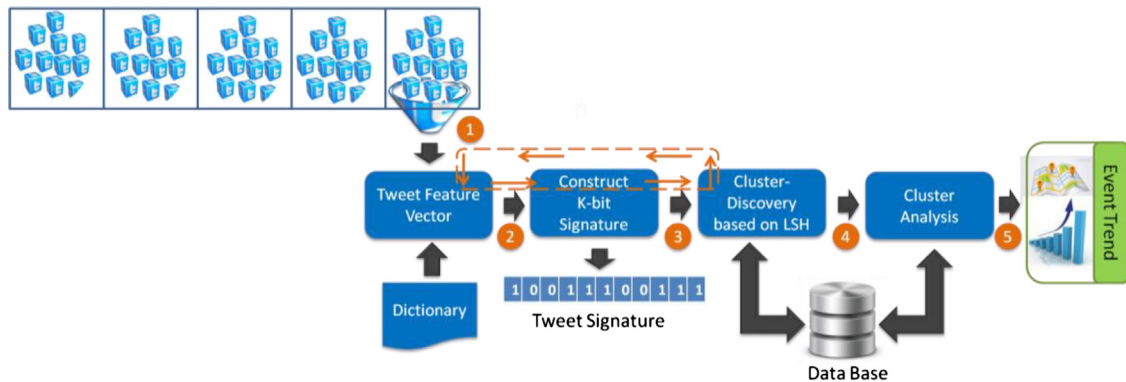 1
Tweet Feature
Vector
2
Construct
K-bit
Signature
3
Cluster-
Discovery
based on LSH
4
Cluster
Analysis
5
Event Trend
Dictionary
1 0 0 1 1 1 0 0 1 1 1
Tweet Signature
Data Base